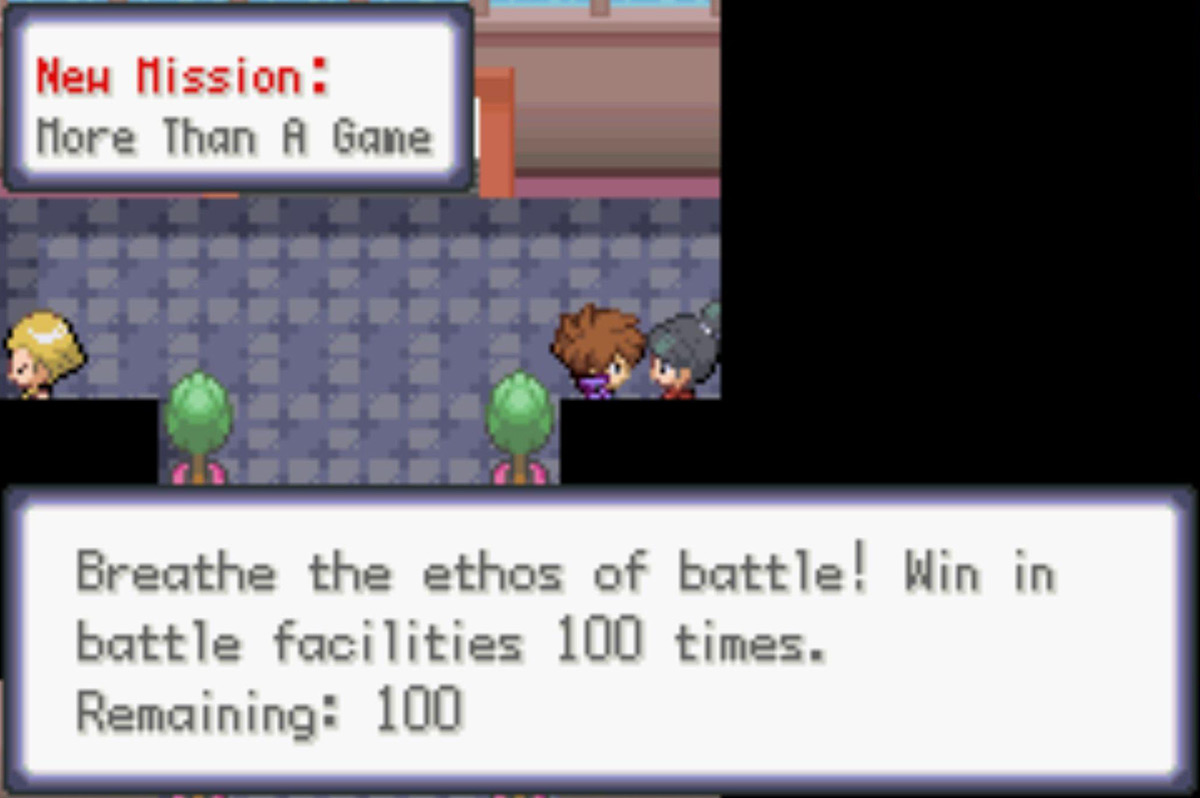 New Mission:
More Than A Game
Breathe the ethos of battle! Win in
battle facilities 100 times.
Remaining: 100